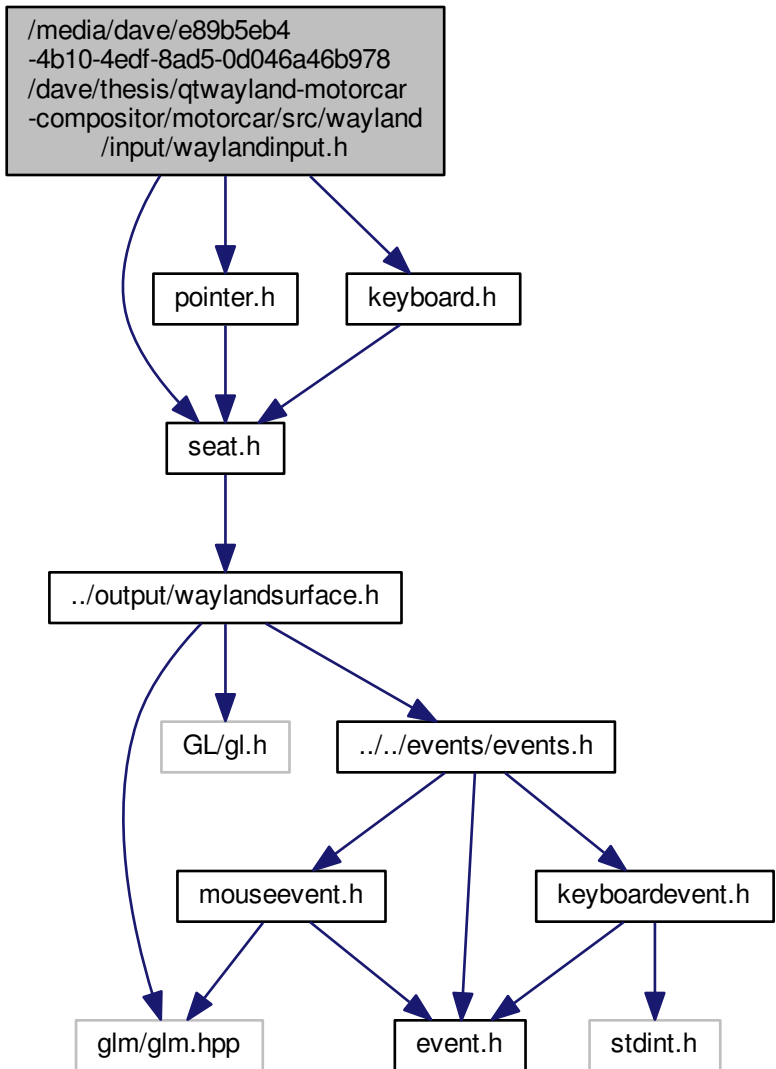 /media/dave/e89b5eb4
-4b10-4edf-8ad5-0d046a46b978
/dave/thesis/qtwayland-motorcar
-compositor/motorcar/src/wayland
/input/waylandinput.h
pointer.h
keyboard.h
seat.h
../output/waylandsurface.h
GL/gl.h
../../events/events.h
mouseevent.h
keyboardevent.h
glm/glm.hpp
event.h
stdint.h